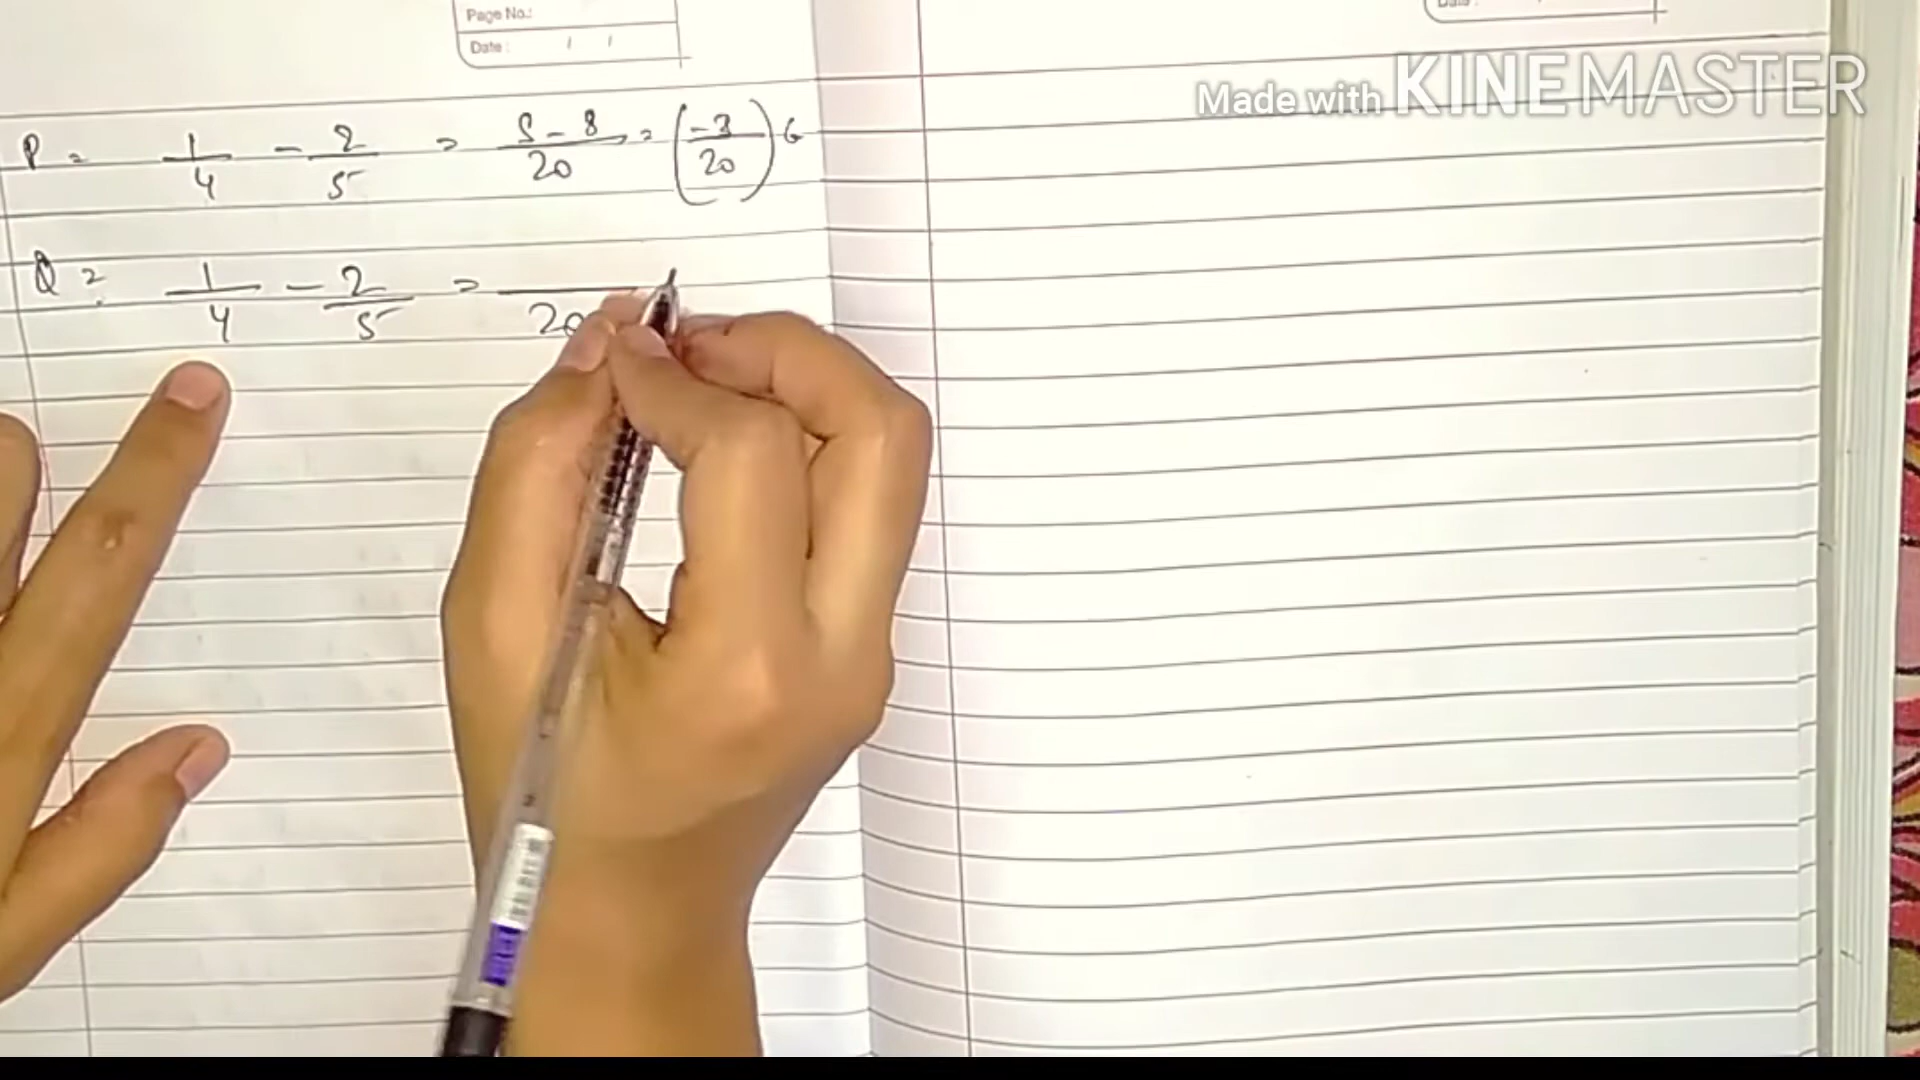 Page No.:
Date : / /
Made with KINEMASTER
P = 1/4 - 2/5 = 5 - 8/20 = (-3/20)
Q = 1/4 - 2/5 = /20